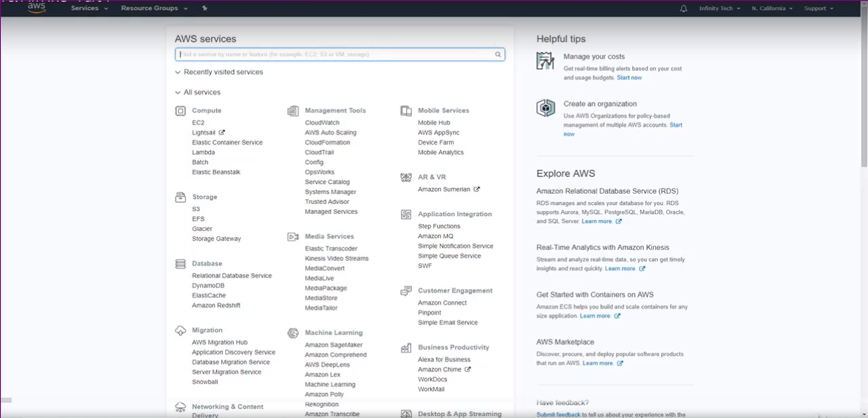 aws
Services
Resource Groups
Infinity Tech
N. California
Support
AWS services
Find a service by name or feature (for example, EC2, S3 or VM, storage).
Recently visited services
All services
Compute
EC2
Lightsail
Elastic Container Service
Lambda
Batch
Elastic Beanstalk
Storage
S3
EFS
Glacier
Storage Gateway
Database
Relational Database Service
DynamoDB
ElastiCache
Amazon Redshift
Migration
AWS Migration Hub
Application Discovery Service
Database Migration Service
Server Migration Service
Snowball
Networking & Content
Delivery
Management Tools
CloudWatch
AWS Auto Scaling
CloudFormation
CloudTrail
Config
OpsWorks
Service Catalog
Systems Manager
Trusted Advisor
Managed Services
Media Services
Elastic Transcoder
Kinesis Video Streams
MediaConvert
MediaLive
MediaPackage
MediaStore
MediaTailor
Machine Learning
Amazon SageMaker
Amazon Comprehend
AWS DeepLens
Amazon Lex
Machine Learning
Amazon Polly
Rekognition
Amazon Transcribe
Mobile Services
Mobile Hub
AWS AppSync
Device Farm
Mobile Analytics
AR & VR
Amazon Sumerian
Application Integration
Step Functions
Amazon MQ
Simple Notification Service
Simple Queue Service
SWF
Customer Engagement
Amazon Connect
Pinpoint
Simple Email Service
Business Productivity
Alexa for Business
Amazon Chime
WorkDocs
WorkMail
Desktop & App Streaming
Helpful tips
Manage your costs
Get real-time billing alerts based on your cost
and usage budgets. Start now
Create an organization
Use AWS Organizations for policy-based
management of multiple AWS accounts. Start
now
Explore AWS
Amazon Relational Database Service (RDS)
RDS manages and scales your database for you. RDS
supports Aurora, MySQL, PostgreSQL, MariaDB, Oracle,
and SQL Server. Learn more.
Real-Time Analytics with Amazon Kinesis
Stream and analyze real-time data, so you can get timely
insights and react quickly. Learn more
Get Started with Containers on AWS
Amazon ECS helps you build and scale containers for any
size application. Learn more
AWS Marketplace
Discover, procure, and deploy popular software products
that run on AWS. Learn more
Have feedback?
Submit feedback to tell us about your experience with the